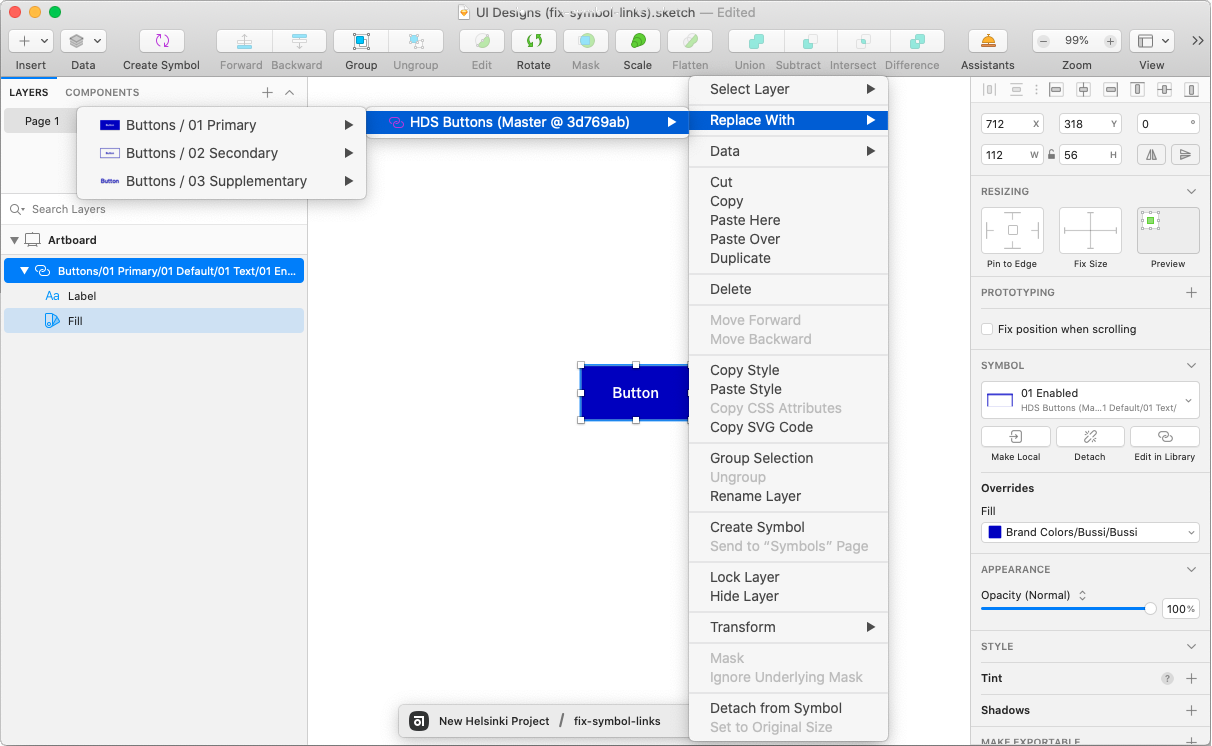 UI Designs (fix-symbol-links).sketch — Edited
Insert
Data
Create Symbol
Forward
Backward
Group
Ungroup
Edit
Rotate
Mask
Scale
Flatten
Union
Subtract
Intersect
Difference
Assistants
99%
Zoom
View
LAYERS
COMPONENTS
Page 1
Buttons / 01 Primary
Buttons / 02 Secondary
Button
Buttons / 03 Supplementary
HDS Buttons (Master @ 3d769ab)
Search Layers
Artboard
Buttons/01 Primary/01 Default/01 Text/01 En...
Aa
Label
Fill
Button
Select Layer
Replace With
Data
Cut
Copy
Paste Here
Paste Over
Duplicate
Delete
Move Forward
Move Backward
Copy Style
Paste Style
Copy CSS Attributes
Copy SVG Code
Group Selection
Ungroup
Rename Layer
Create Symbol
Send to “Symbols” Page
Lock Layer
Hide Layer
Transform
Mask
Ignore Underlying Mask
Detach from Symbol
Set to Original Size
New Helsinki Project / fix-symbol-links
712 X
318 Y
0 °
112 W
56 H
RESIZING
Pin to Edge
Fix Size
Preview
PROTOTYPING
Fix position when scrolling
SYMBOL
01 Enabled
HDS Buttons (Ma...1 Default/01 Text/
Make Local
Detach
Edit in Library
Overrides
Fill
Brand Colors/Bussi/Bussi
APPEARANCE
Opacity (Normal)
100%
STYLE
Tint
?
Shadows
MAKE EXPORTABLE